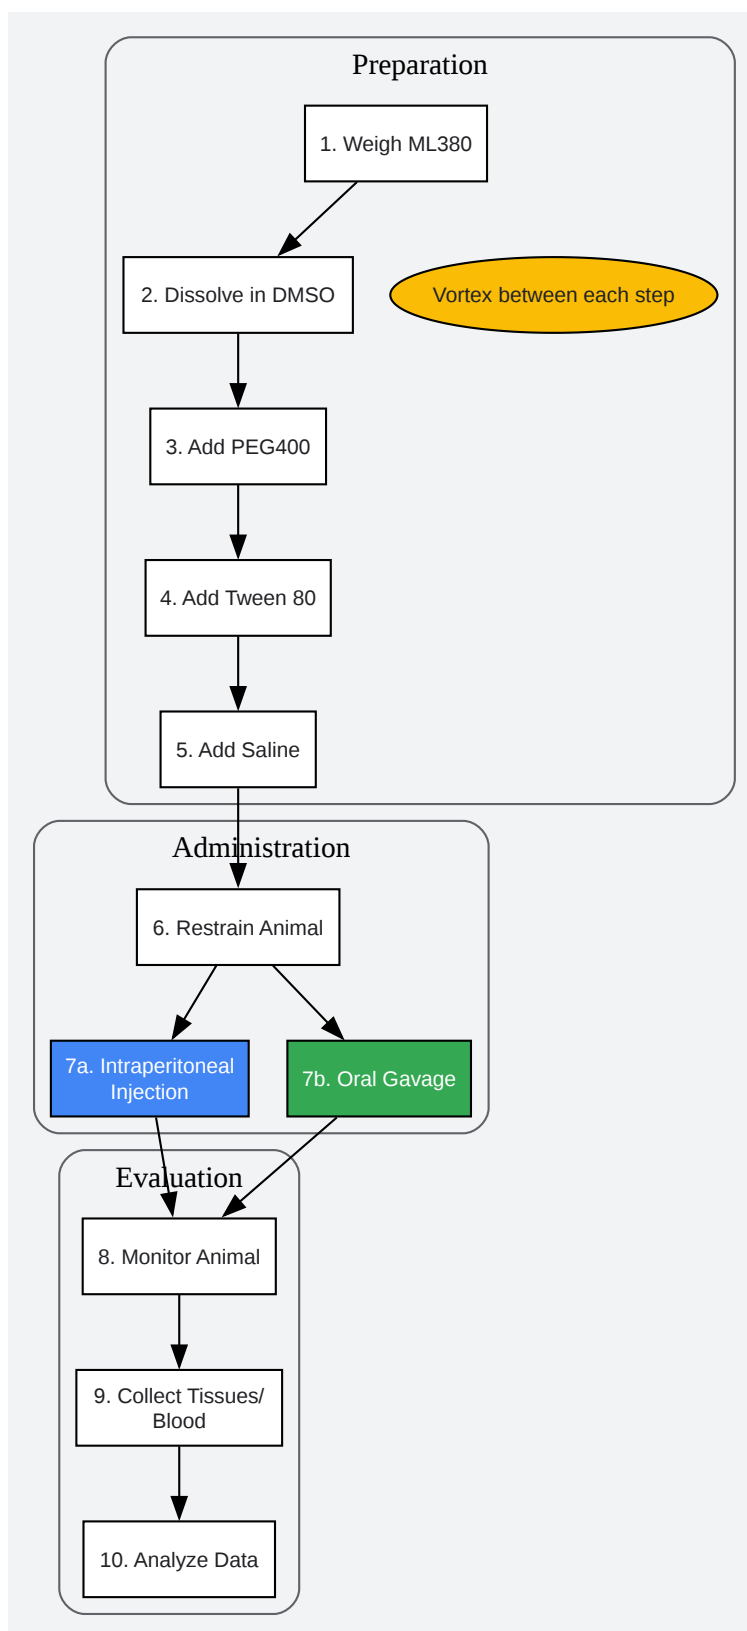 Preparation
1. Weigh ML380
2. Dissolve in DMSO
Vortex between each step
3. Add PEG400
4. Add Tween 80
5. Add Saline
Administration
6. Restrain Animal
7a. Intraperitoneal
Injection
7b. Oral Gavage
Evaluation
8. Monitor Animal
9. Collect Tissues/
Blood
10. Analyze Data